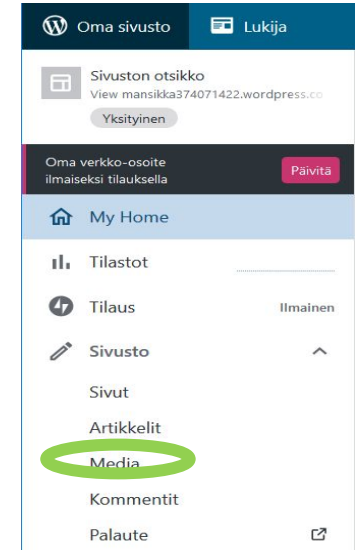 Oma sivusto Lukija
Sivuston otsikko
View mansikka374071422.wordpress.co
Yksityinen
Oma verkko-osoite
ilmaiseksi tilauksella
Päivitä
My Home
Tilastot
Tilaus Ilmainen
Sivusto
Sivut
Artikkelit
Media
Kommentit
Palaute